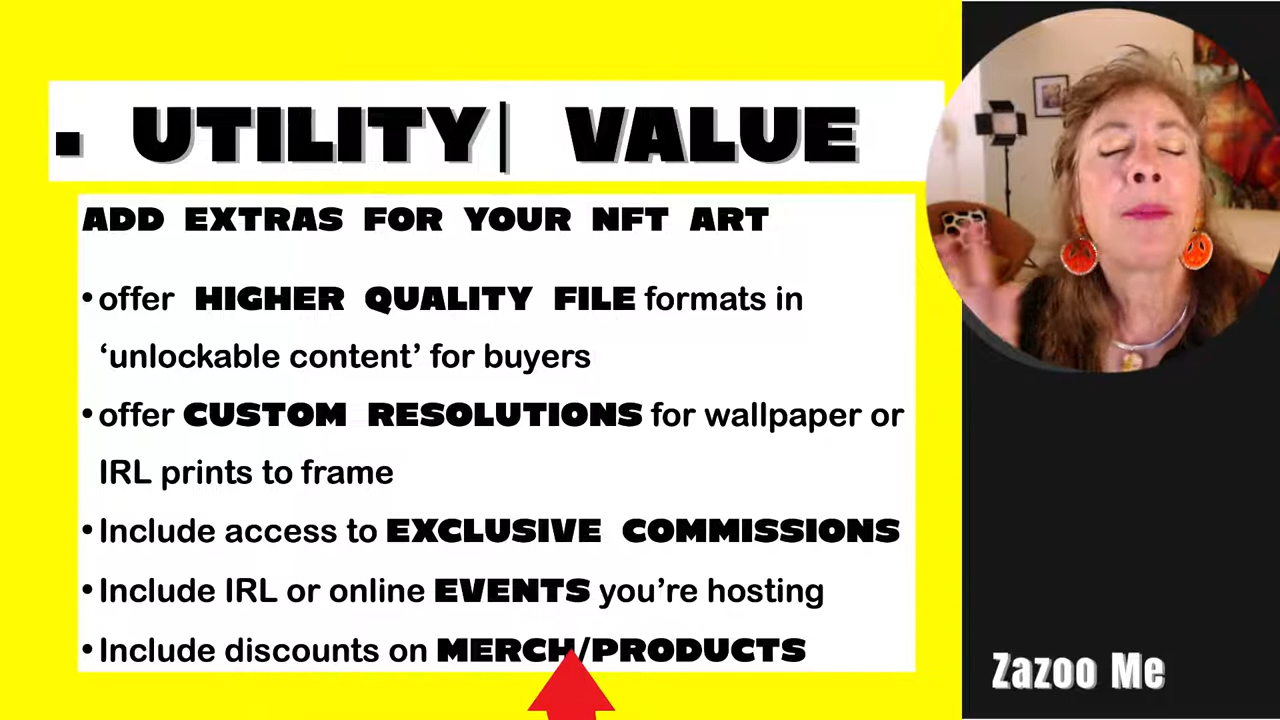 ▪ UTILITY| VALUE
ADD EXTRAS FOR YOUR NFT ART
•offer HIGHER QUALITY FILE formats in
‘unlockable content’ for buyers
•offer CUSTOM RESOLUTIONS for wallpaper or
IRL prints to frame
•Include access to EXCLUSIVE COMMISSIONS
•Include IRL or online EVENTS you’re hosting
•Include discounts on MERCH/PRODUCTS
Zazoo Me